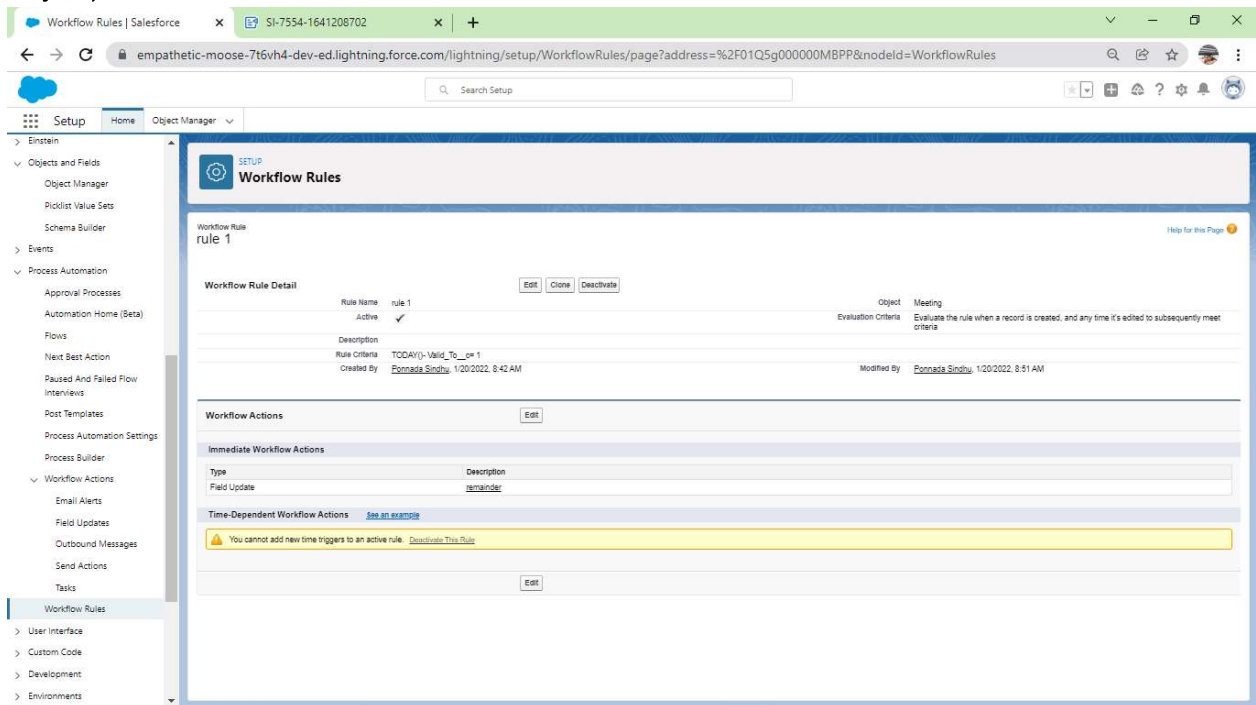 Workflow Rules | Salesforce
SI-7554-1641208702
empathetic-moose-7t6vh4-dev-ed.lightning.force.com/lightning/setup/WorkflowRules/page?address=%2F01Q5g000000MBPP&nodeId=WorkflowRules
Search Setup
Setup
Home
Object Manager
Einstein
Objects and Fields
Object Manager
Picklist Value Sets
Schema Builder
Events
Process Automation
Approval Processes
Automation Home (Beta)
Flows
Next Best Action
Paused And Failed Flow
Interviews
Post Templates
Process Automation Settings
Process Builder
Workflow Actions
Email Alerts
Field Updates
Outbound Messages
Send Actions
Tasks
Workflow Rules
User Interface
Custom Code
Development
Environments
SETUP
Workflow Rules
Workflow Rule
rule 1
Help for this Page
Workflow Rule Detail
Edit Clone Deactivate
Rule Name rule 1
Object Meeting
Active
Evaluation Criteria Evaluate the rule when a record is created, and any time it's edited to subsequently meet
criteria
Description
Rule Criteria TODAY()- Valid_To__c= 1
Created By Ponnada Sindhu, 1/20/2022, 8:42 AM
Modified By Ponnada Sindhu, 1/20/2022, 8:51 AM
Workflow Actions
Edit
Immediate Workflow Actions
Type Description
Field Update remainder
Time-Dependent Workflow Actions See an example
You cannot add new time triggers to an active rule. Deactivate This Rule
Edit